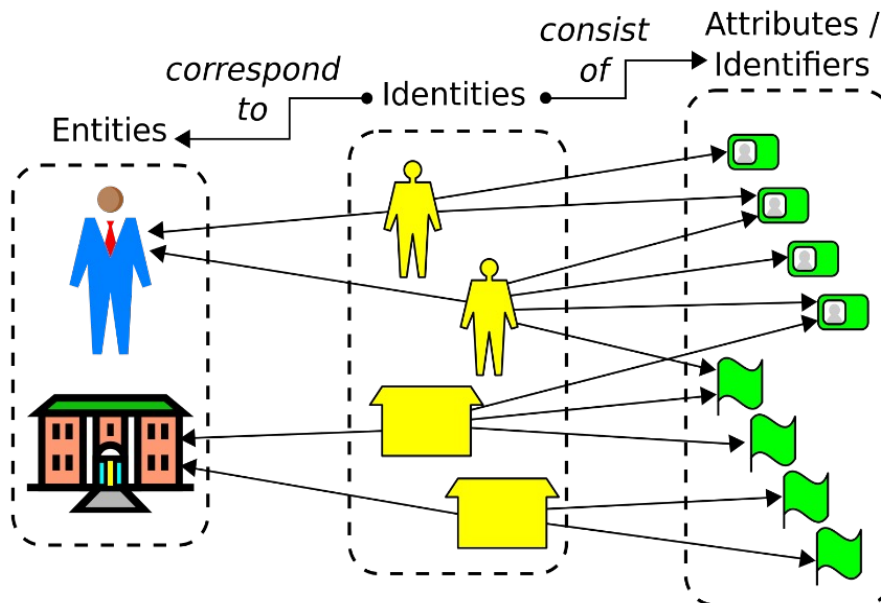 Entities
correspond
to
Identities
consist
of
Attributes /
Identifiers